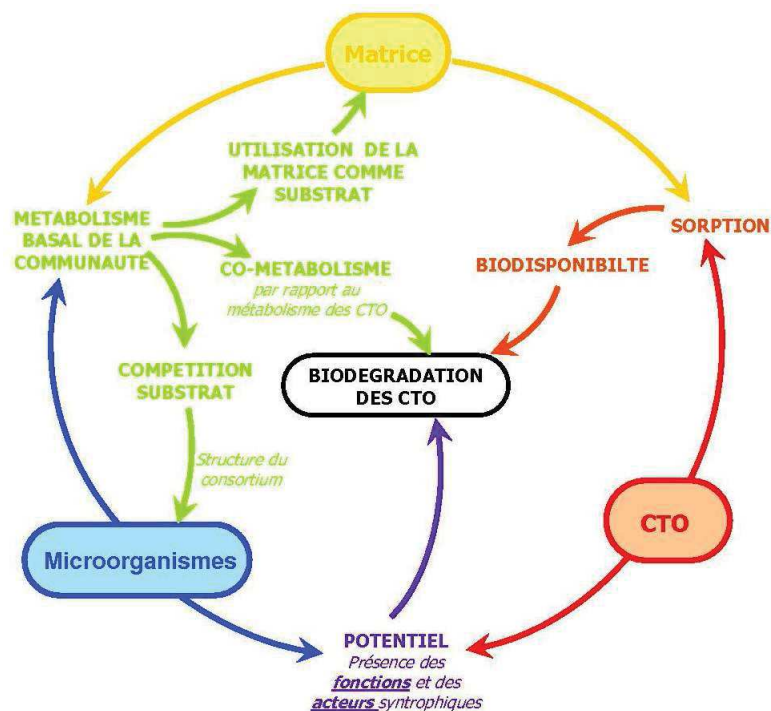 Matrice
UTILISATION DE LA
MATRICE COMME
SUBSTRAT
METABOLISME
BASAL DE LA
COMMUNAUTÉ
SORPTION
BIODISPONIBILTE
CO-METABOLISME
par rapport au
métabolisme des CTO
COMPETITION
SUBSTRAT
BIODEGRADATION
DES CTO
Structure du
consortium
CTO
Microorganismes
POTENTIEL
Présence des
fonctions et des
acteurs syntrophiques